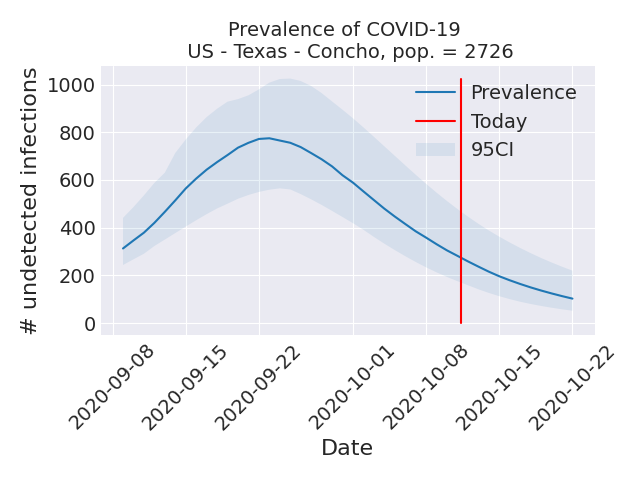 Prevalence of COVID-19
US - Texas - Concho, pop. = 2726
# undetected infections
1000
800
600
400
200
0
Prevalence
Today
95CI
2020-09-08
2020-09-15
2020-09-22
2020-10-01
2020-10-08
2020-10-15
2020-10-22
Date